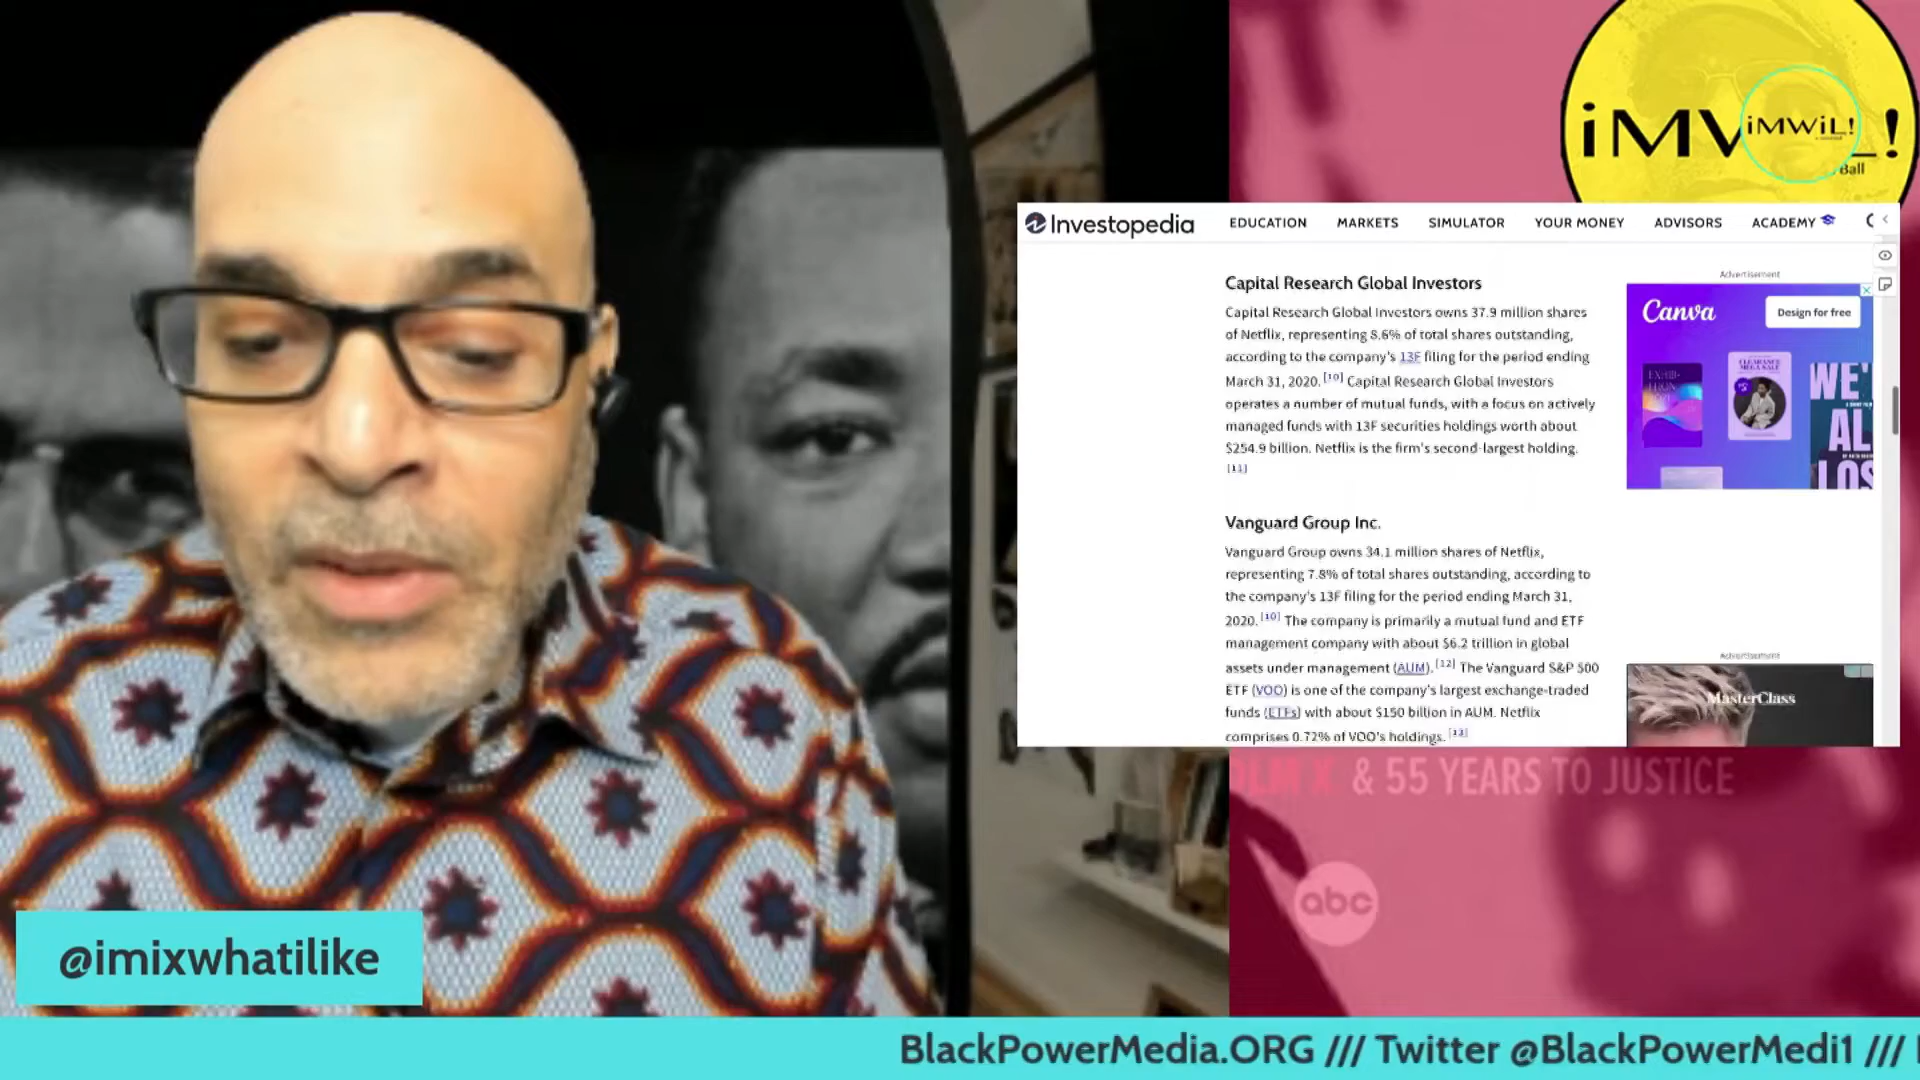 iMV
iMWiL!
!
Ball
Investopedia
EDUCATION MARKETS SIMULATOR YOUR MONEY ADVISORS ACADEMY
Capital Research Global Investors
Capital Research Global Investors owns 37.9 million shares
of Netflix, representing 8.6% of total shares outstanding,
according to the company's 13F filing for the period ending
March 31, 2020. [10] Capital Research Global Investors
operates a number of mutual funds, with a focus on actively
managed funds with 13F securities holdings worth about
$254.9 billion. Netflix is the firm's second-largest holding.
[11]
Vanguard Group Inc.
Vanguard Group owns 34.1 million shares of Netflix,
representing 7.8% of total shares outstanding, according to
the company's 13F filing for the period ending March 31,
2020. [10] The company is primarily a mutual fund and ETF
management company with about $6.2 trillion in global
assets under management (AUM). [12] The Vanguard S&P 500
ETF (VOO) is one of the company's largest exchange-traded
funds (ETFs) with about $150 billion in AUM. Netflix
comprises 0.72% of VOO's holdings. [13]
Advertisement
Canva
Design for free
CLEARANCE
MEGA SALE
WE'
AL
LOS
Advertisement
MasterClass
OLM X & 55 YEARS TO JUSTICE
abc
@imixwhatilike
BlackPowerMedia.ORG /// Twitter @BlackPowerMedi1 ///